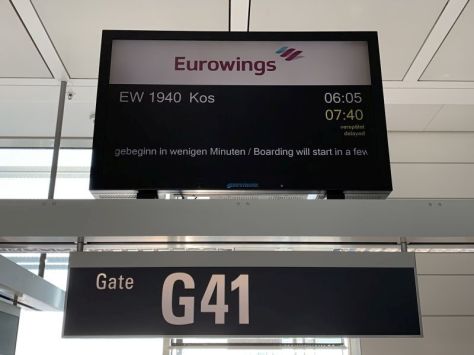 Eurowings
EW 1940 Kos 06:05
07:40
verspätet
delayed
gebeginn in wenigen Minuten / Boarding will start in a few
Gate G41